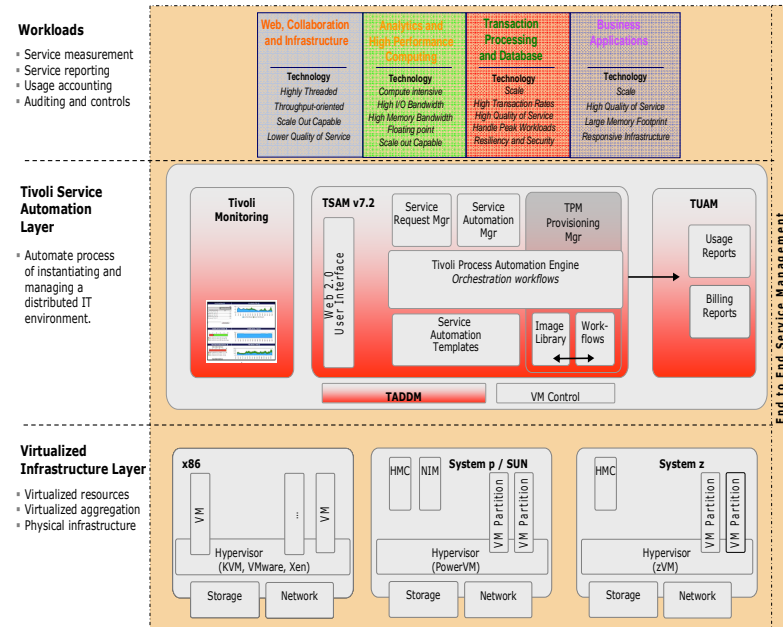 Workloads
Service measurement
Service reporting
Usage accounting
Auditing and controls
Web, Collaboration
and Infrastructure
Technology
Highly Threaded
Throughput-oriented
Scale Out Capable
Lower Quality of Service
Analytics and
High Performance
Computing
Technology
Compute intensive
High I/O Bandwidth
High Memory Bandwidth
Floating point
Scale out Capable
Transaction
Processing
and Database
Technology
Scale
High Transaction Rates
High Quality of Service
Handle Peak Workloads
Resiliency and Security
Business
Applications
Technology
Scale
High Quality of Service
Large Memory Footprint
Responsive Infrastructure
Tivoli Service
Automation
Layer
Automate process
of instantiating and
managing a
distributed IT
environment.
Tivoli
Monitoring
TSAM v7.2
Web 2.0
User Interface
Service
Request Mgr
Service
Automation
Mgr
TPM
Provisioning
Mgr
Tivoli Process Automation Engine
Orchestration workflows
Service
Automation
Templates
Image
Library
Work-
flows
TUAM
Usage
Reports
Billing
Reports
TADDM
VM Control
End to End Service Management
Virtualized
Infrastructure Layer
Virtualized resources
Virtualized aggregation
Physical infrastructure
x86
VM
...
VM
Hypervisor
(KVM, VMware, Xen)
Storage
Network
System p / SUN
HMC
NIM
VM Partition
VM Partition
Hypervisor
(PowerVM)
Storage
Network
System z
HMC
VM Partition
VM Partition
Hypervisor
(zVM)
Storage
Network